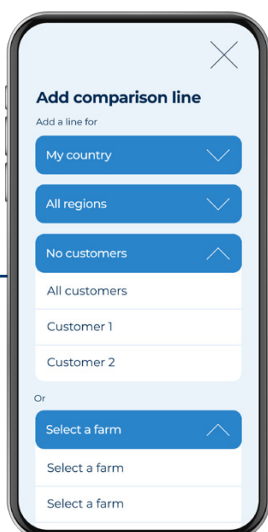 Add comparison line
Add a line for
My country
All regions
No customers
All customers
Customer 1
Customer 2
Or
Select a farm
Select a farm
Select a farm